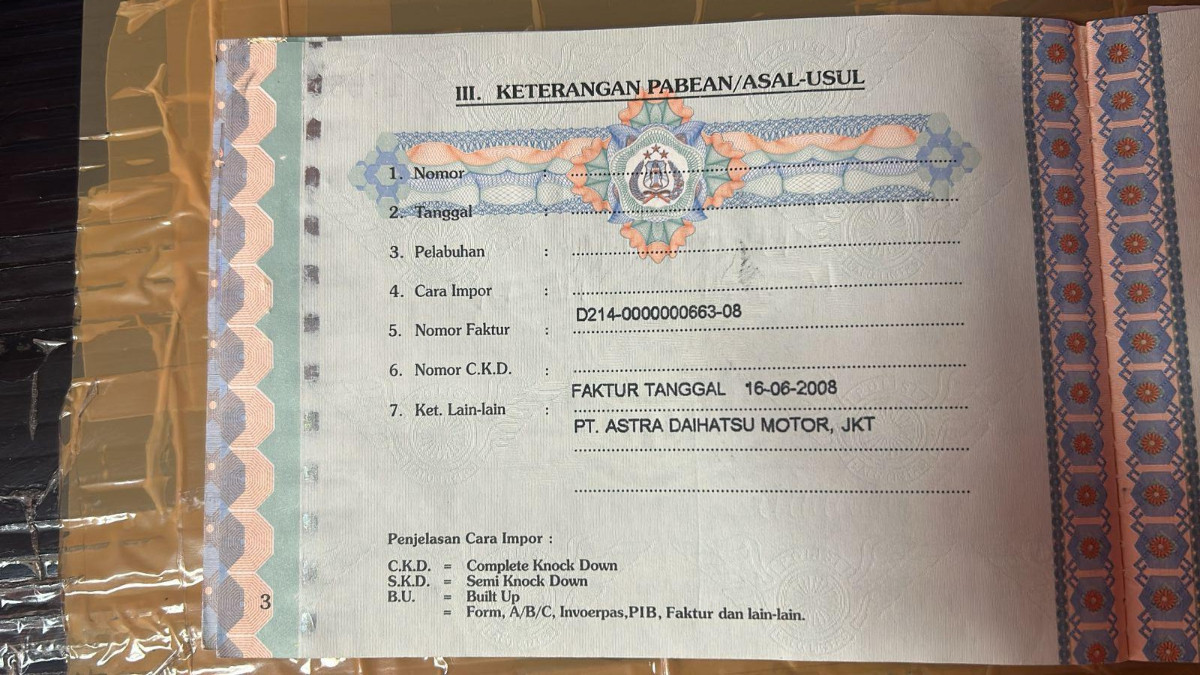 III. KETERANGAN PABEAN/ASAL-USUL
1. Nomor : ....................
2. Tanggal : ....................
3. Pelabuhan : ....................
4. Cara Impor : ....................
D214-0000000663-08
5. Nomor Faktur : ....................
6. Nomor C.K.D. : ....................
FAKTUR TANGGAL 16-06-2008
7. Ket. Lain-lain : ....................
PT. ASTRA DAIHATSU MOTOR, JKT
Penjelasan Cara Impor :
C.K.D. = Complete Knock Down
S.K.D. = Semi Knock Down
B.U. = Built Up
= Form, A/B/C, Invoerpas,PIB, Faktur dan lain-lain.
3